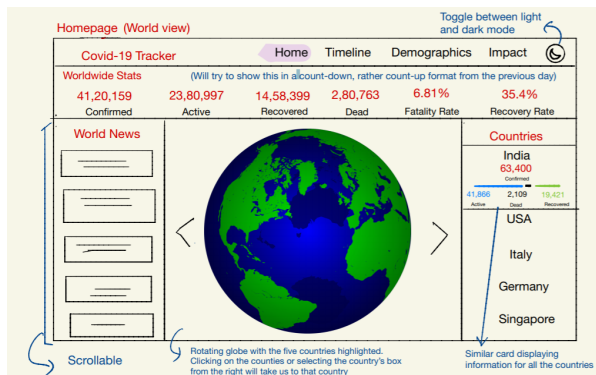 Homepage (World view)
Toggle between light
and dark mode
Covid-19 Tracker
Home Timeline Demographics Impact
Worldwide Stats
(Will try to show this in a count-down, rather count-up format from the previous day)
41,20,159 23,80,997 14,58,399 2,80,763 6.81% 35.4%
Confirmed Active Recovered Dead Fatality Rate Recovery Rate
World News
Countries
India
63,400
Confirmed
41,866 2,109 19,421
Active Dead Recovered
USA
Italy
Germany
Singapore
Scrollable
Rotating globe with the five countries highlighted.
Clicking on the counties or selecting the country's box
from the right will take us to that country
Similar card displaying
information for all the countries